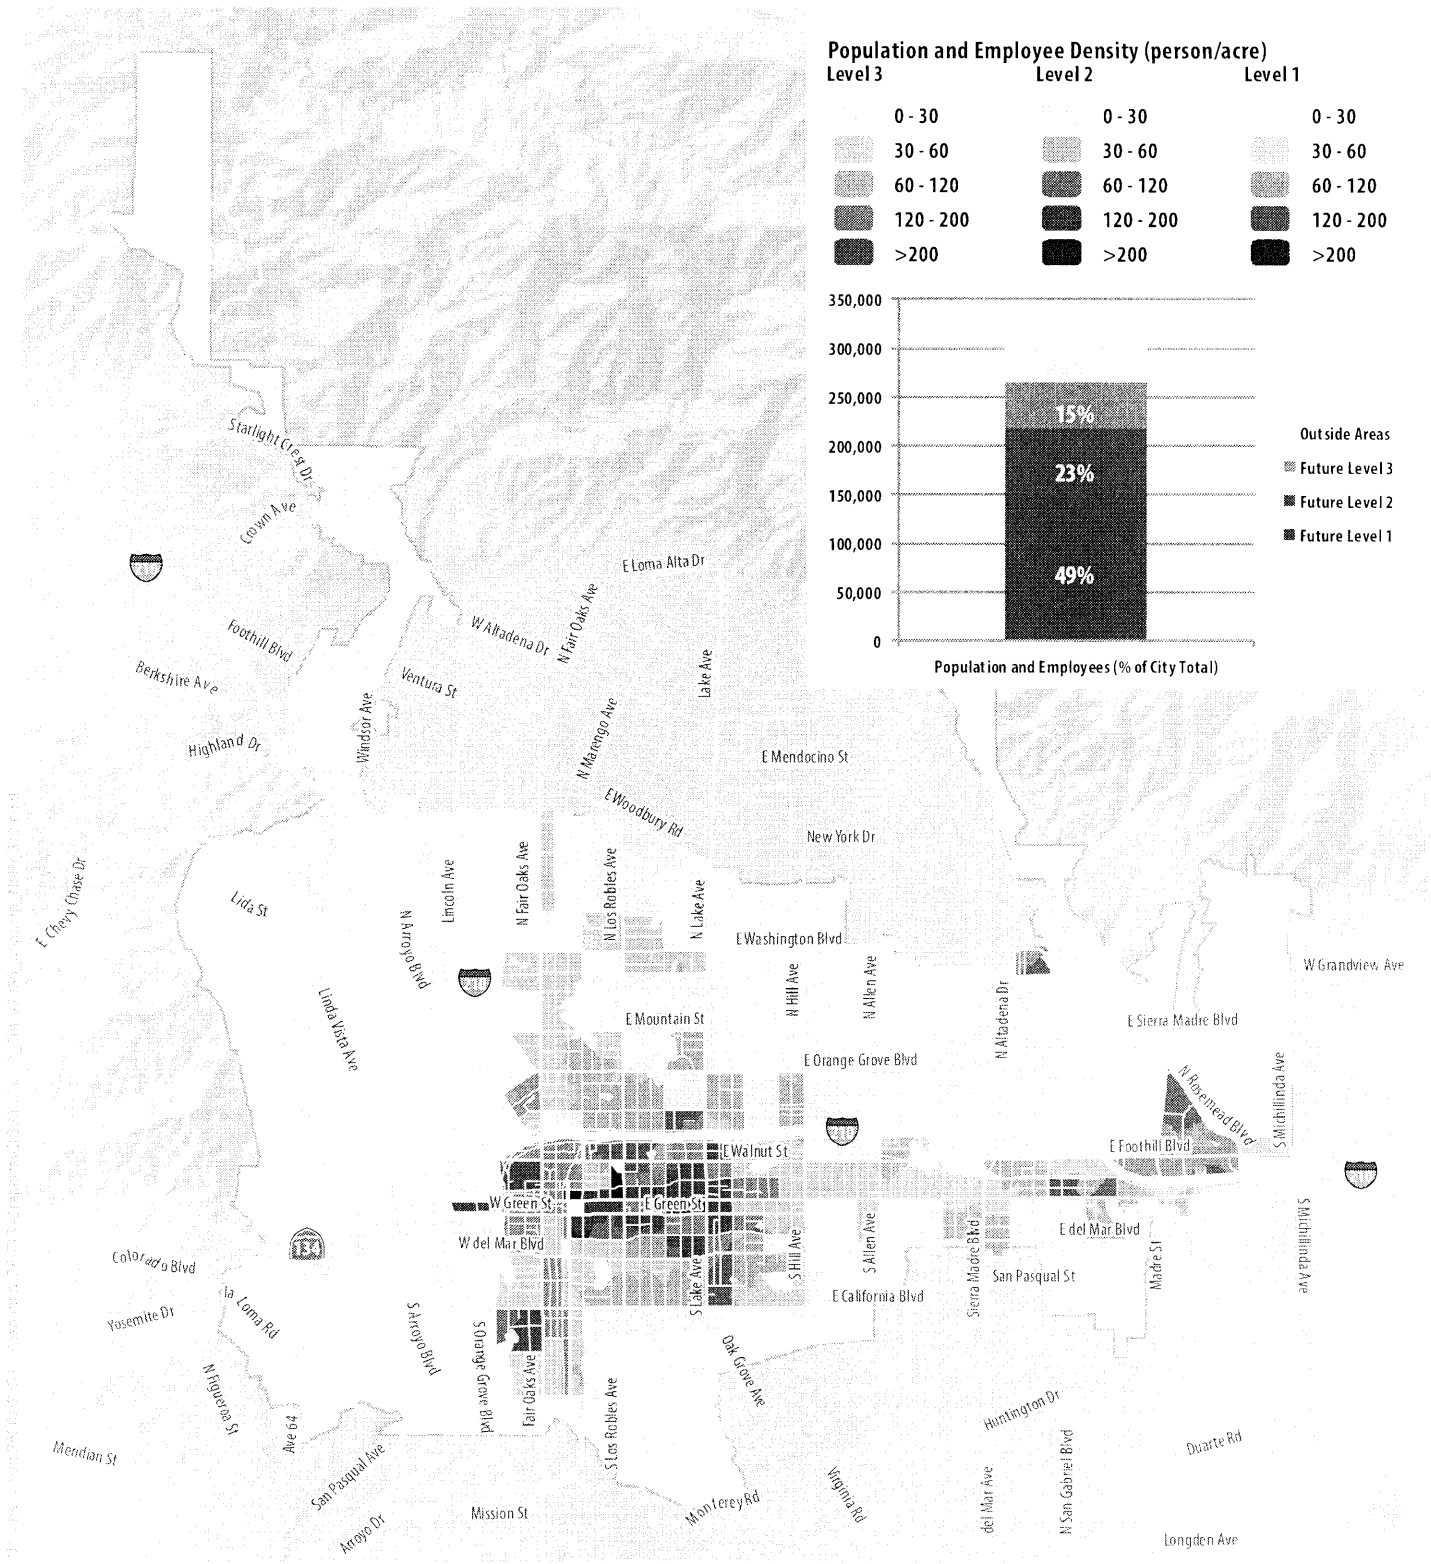 Population and Employee Density (person/acre)
Level 3 Level 2 Level 1
0 - 30 0 - 30 0 - 30
30 - 60 30 - 60 30 - 60
60 - 120 60 - 120 60 - 120
120 - 200 120 - 200 120 - 200
>200 >200 >200
350,000
300,000
250,000
200,000
150,000
100,000
50,000
0
15%
23%
49%
Outside Areas
Future Level 3
Future Level 2
Future Level 1
Population and Employees (% of City Total)
Starlight Crest Dr
Crown Ave
E Loma Alta Dr
N Fair Oaks Ave
W Altadena Dr
Foothill Blvd
Berkshire Ave
Ventura St
Lake Ave
Windsor Ave
Highland Dr
N Marengo Ave
E Mendocino St
E Woodbury Rd
New York Dr
E Chevy Chase Dr
Lida St
Lincoln Ave
N Fair Oaks Ave
N Los Robles Ave
N Lake Ave
N Arroyo Blvd
E Washington Blvd
W Grandview Ave
Linda Vista Ave
N Hill Ave
N Allen Ave
N Altadena Dr
E Mountain St
E Sierra Madre Blvd
E Orange Grove Blvd
N Rosemead Blvd
S Michillinda Ave
210
E Walnut St
E Foothill Blvd
W Green St
E Green St
W del Mar Blvd
E del Mar Blvd
134
Colorado Blvd
S Hill Ave
S Allen Ave
Sierra Madre Blvd
San Pasqual St
Madre St
S Michillinda Ave
la Loma Rd
Yosemite Dr
S Lake Ave
E California Blvd
S Arroyo Blvd
S Orange Grove Blvd
Fair Oaks Ave
Oak Grove Ave
N Figueroa St
Ave 64
S Los Robles Ave
Huntington Dr
Meridian St
San Pasqual Ave
Duarte Rd
Arroyo Dr
Mission St
Monterey Rd
Virginia Rd
del Mar Ave
N San Gabriel Blvd
Longden Ave